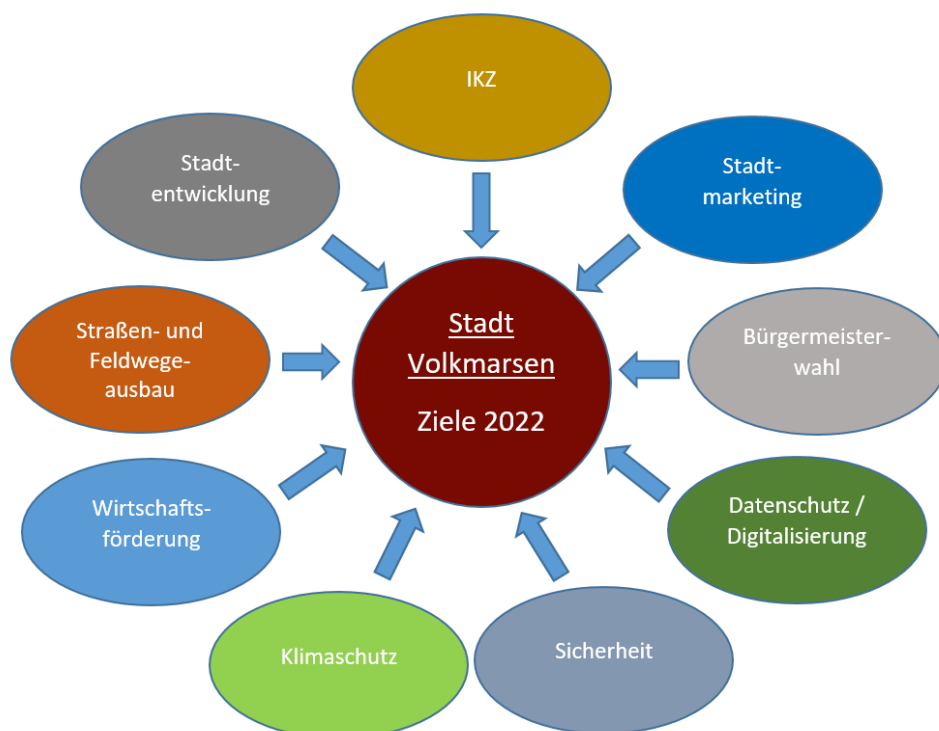 IKZ
Stadt-
marketing
Bürgermeister-
wahl
Datenschutz /
Digitalisierung
Sicherheit
Klimaschutz
Wirtschafts-
förderung
Straßen- und
Feldwege-
ausbau
Stadt-
entwicklung
Stadt
Volkmarsen
Ziele 2022